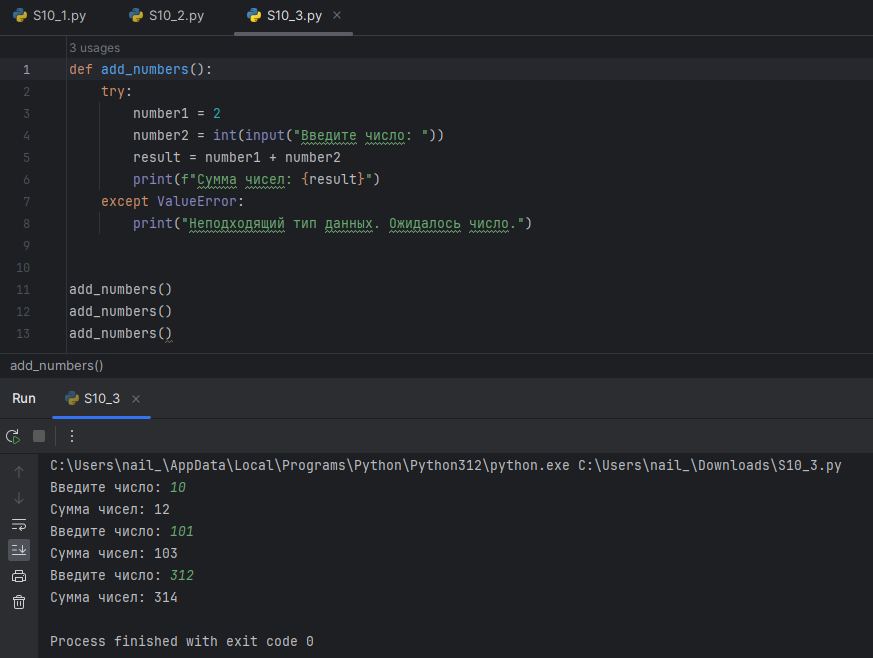 S10_1.py S10_2.py S10_3.py
3 usages
1 def add_numbers():
2 try:
3 number1 = 2
4 number2 = int(input("Введите число: "))
5 result = number1 + number2
6 print(f"Сумма чисел: {result}")
7 except ValueError:
8 print("Неподходящий тип данных. Ожидалось число.")
9
10
11 add_numbers()
12 add_numbers()
13 add_numbers()
add_numbers()
Run S10_3
C:\Users\nail_\AppData\Local\Programs\Python\Python312\python.exe C:\Users\nail_\Downloads\S10_3.py
Введите число: 10
Сумма чисел: 12
Введите число: 101
Сумма чисел: 103
Введите число: 312
Сумма чисел: 314
Process finished with exit code 0